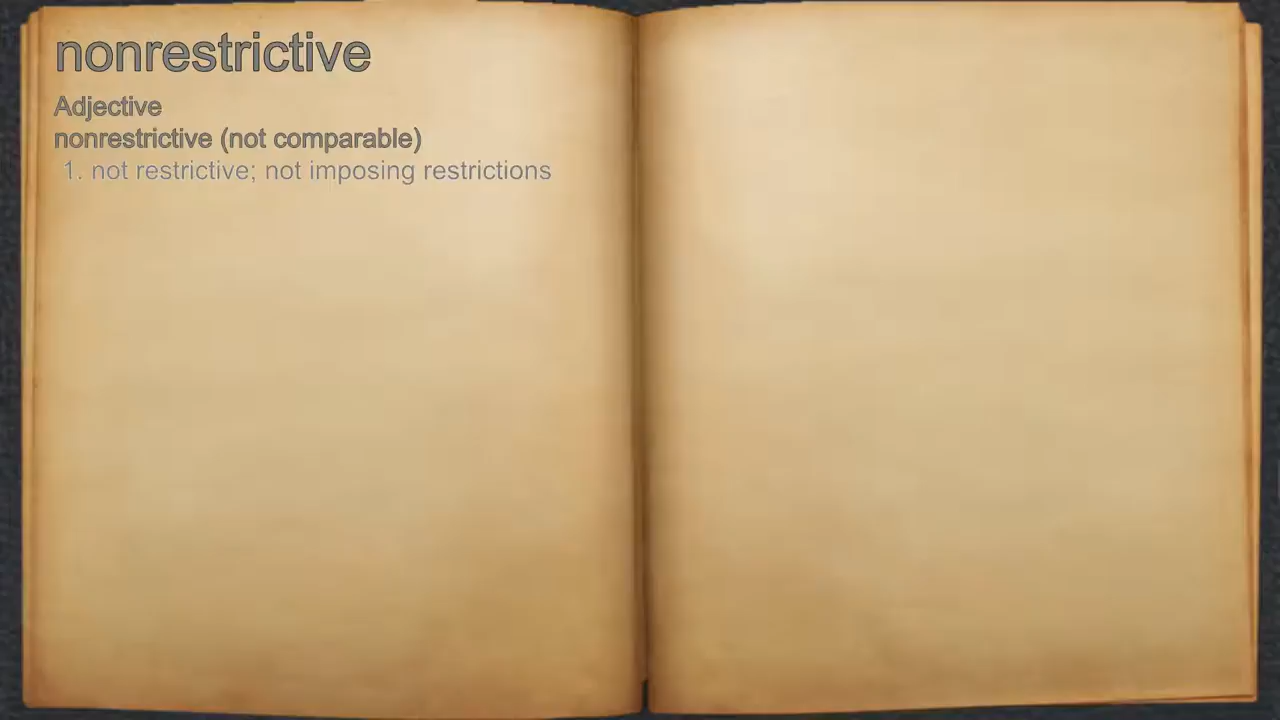 nonrestrictive
Adjective
nonrestrictive (not comparable)
1. not restrictive; not imposing restrictions